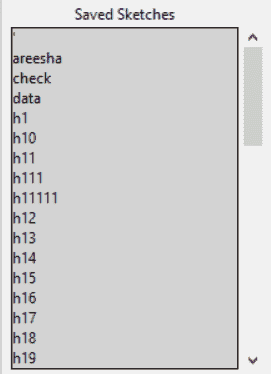 Saved Sketches
'
areesha
check
data
h1
h10
h11
h111
h11111
h12
h13
h14
h15
h16
h17
h18
h19